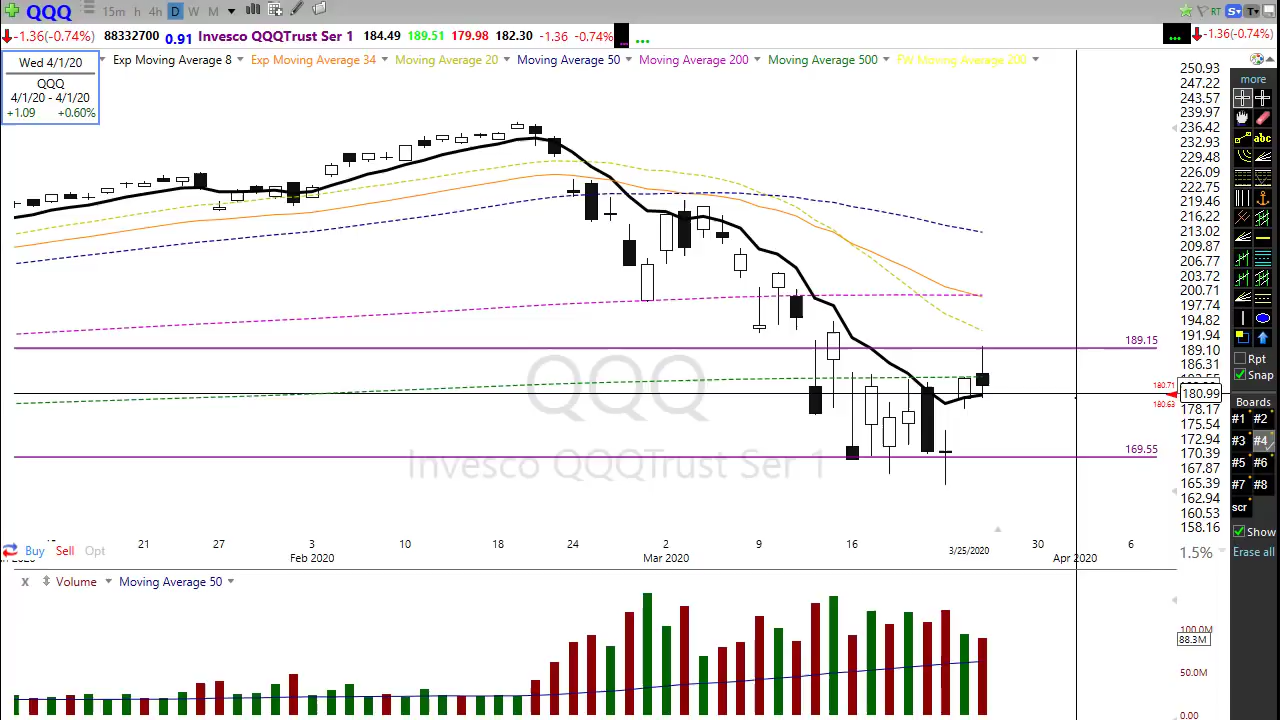 QQQ 15m h 4h D W M RT S T
-1.36(-0.74%) 88332700 0.91 Invesco QQQTrust Ser 1 184.49 189.51 179.98 182.30 -1.36 -0.74% ... ... -1.36(-0.74%)
Exp Moving Average 8 Exp Moving Average 34 Moving Average 20 Moving Average 50 Moving Average 200 Moving Average 500 FW Moving Average 200
Wed 4/1/20
QQQ
4/1/20 - 4/1/20
+1.09 +0.60%
250.93
247.22
243.57
239.97
236.42
232.93
229.48
226.09
222.75
219.46
216.22
213.02
209.87
206.77
203.72
200.71
197.74
194.82
191.94
189.10
186.31
180.99
178.17
175.54
172.94
170.39
167.87
165.39
162.94
160.53
158.16
1.5%
189.15
180.71
180.63
169.55
QQQ
Invesco QQQTrust Ser 1
more
abc
Rpt
Snap
Boards
#1 #2
#3 #4
#5 #6
#7 #8
scr
Show
Erase all
Buy Sell Opt
21 27 3 10 18 24 2 9 16 3/25/2020 30 6
Feb 2020 Mar 2020 Apr 2020
x Volume Moving Average 50
100.0M
88.3M
50.0M
0.00